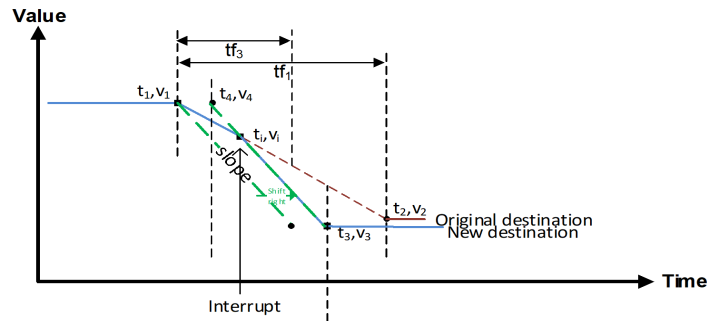 Value
tf3
tf1
t1,v1
t4,v4
ti,vi
slope
Shift
right
t2,v2
Original destination
New destination
t3,v3
Time
Interrupt